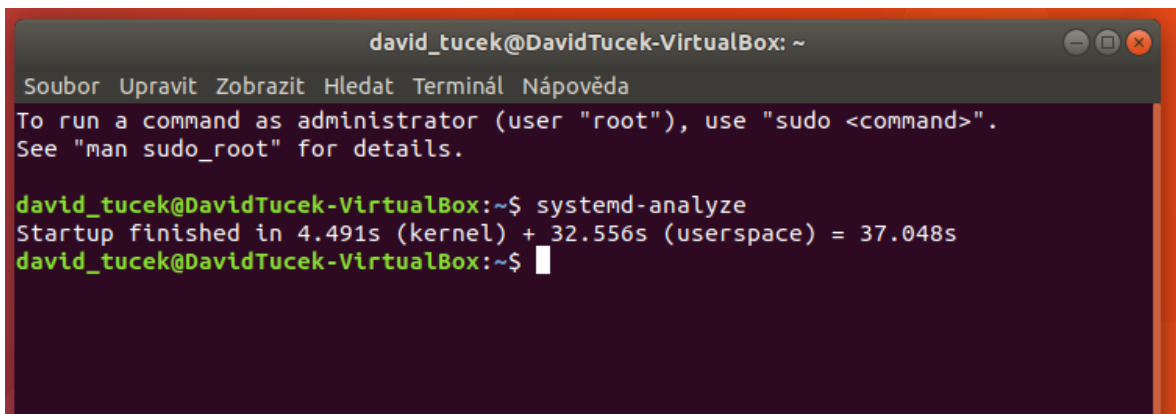 david_tucek@DavidTucek-VirtualBox: ~
Soubor Upravit Zobrazit Hledat Terminál Nápověda
To run a command as administrator (user "root"), use "sudo <command>".
See "man sudo_root" for details.
david_tucek@DavidTucek-VirtualBox:~$ systemd-analyze
Startup finished in 4.491s (kernel) + 32.556s (userspace) = 37.048s
david_tucek@DavidTucek-VirtualBox:~$